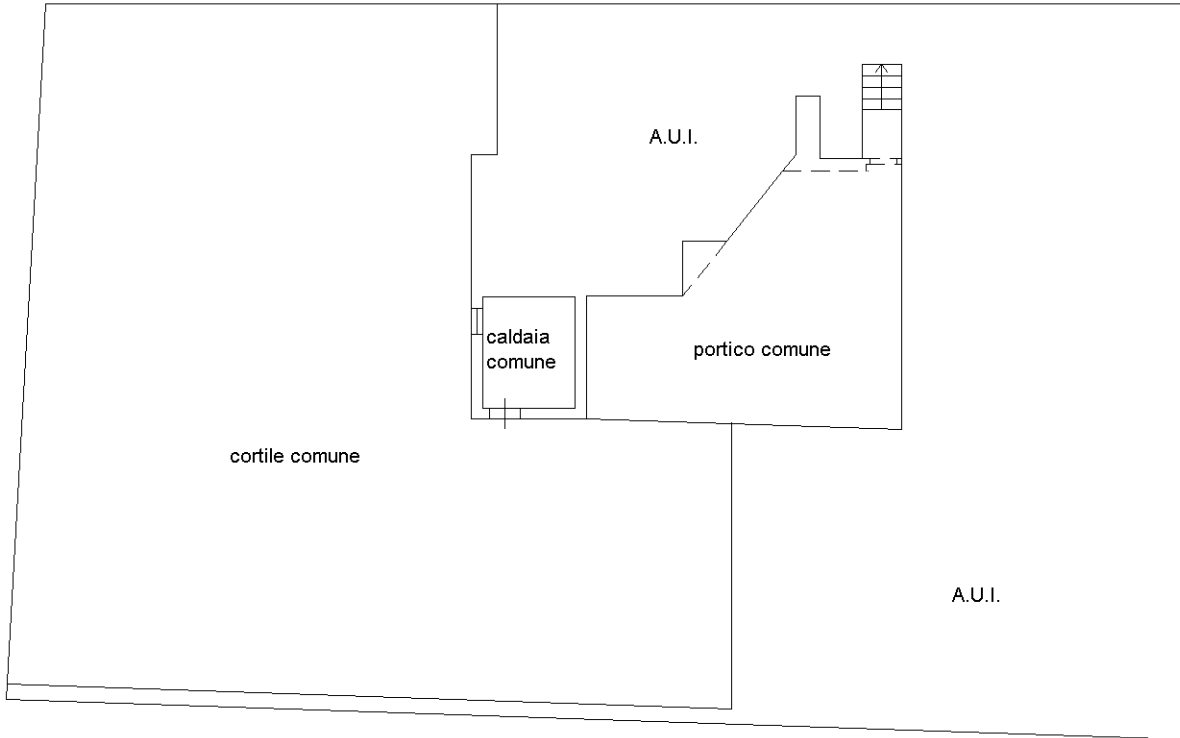 A.U.I.
caldaia
comune
portico comune
cortile comune
A.U.I.